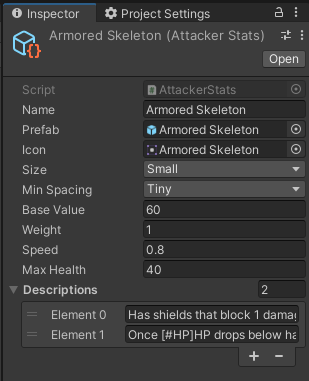 Inspector Project Settings
Armored Skeleton (Attacker Stats)
Open
Script AttackerStats
Name Armored Skeleton
Prefab Armored Skeleton
Icon Armored Skeleton
Size Small
Min Spacing Tiny
Base Value 60
Weight 1
Speed 0.8
Max Health 40
Descriptions 2
Element 0 Has shields that block 1 damag
Element 1 Once [#HP]HP drops below ha